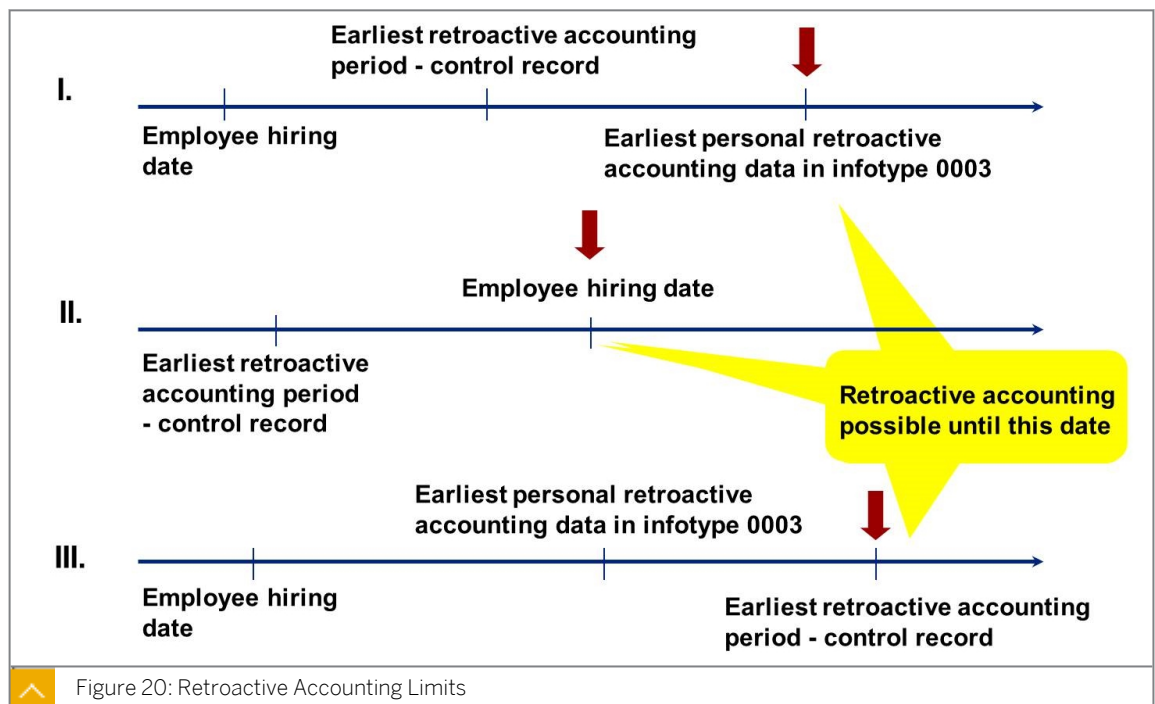 Earliest retroactive accounting
period - control record
I.
Employee hiring
date
Earliest personal retroactive
accounting data in infotype 0003
Employee hiring date
II.
Earliest retroactive
accounting period
- control record
Retroactive accounting
possible until this date
Earliest personal retroactive
accounting data in infotype 0003
III.
Employee hiring
date
Earliest retroactive accounting
period - control record
Figure 20: Retroactive Accounting Limits